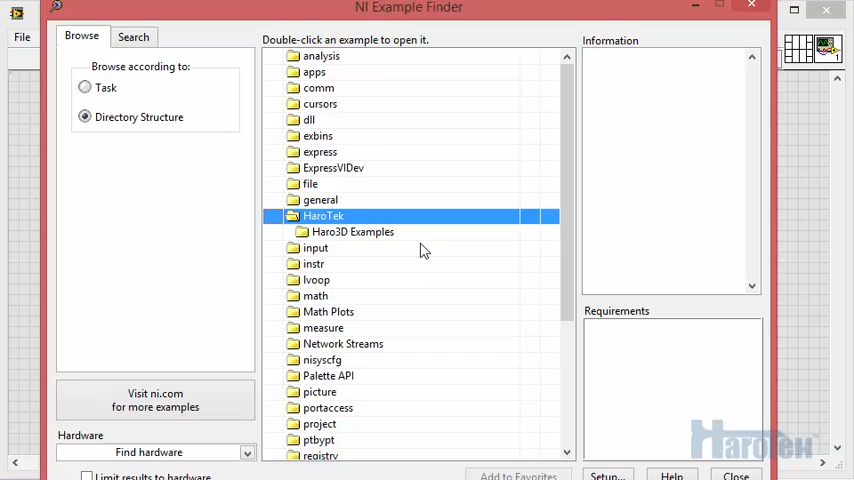 NI Example Finder
File
Browse
Search
Browse according to:
Task
Directory Structure
Visit ni.com
for more examples
Hardware
Find hardware
Limit results to hardware
Double-click an example to open it.
analysis
apps
comm
cursors
dll
exbins
express
ExpressVIDev
file
general
HaroTek
Haro3D Examples
input
instr
lvoop
math
Math Plots
measure
Network Streams
nisyscfg
Palette API
picture
portaccess
project
ptbypt
registry
Add to Favorites
Setup...
Help
Close
Information
Requirements
1
HaroTek™